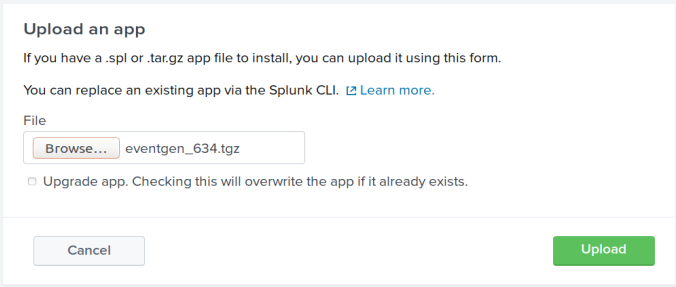 Upload an app
If you have a .spl or .tar.gz app file to install, you can upload it using this form.
You can replace an existing app via the Splunk CLI. Learn more.
File
Browse... eventgen_634.tgz
Upgrade app. Checking this will overwrite the app if it already exists.
Cancel Upload